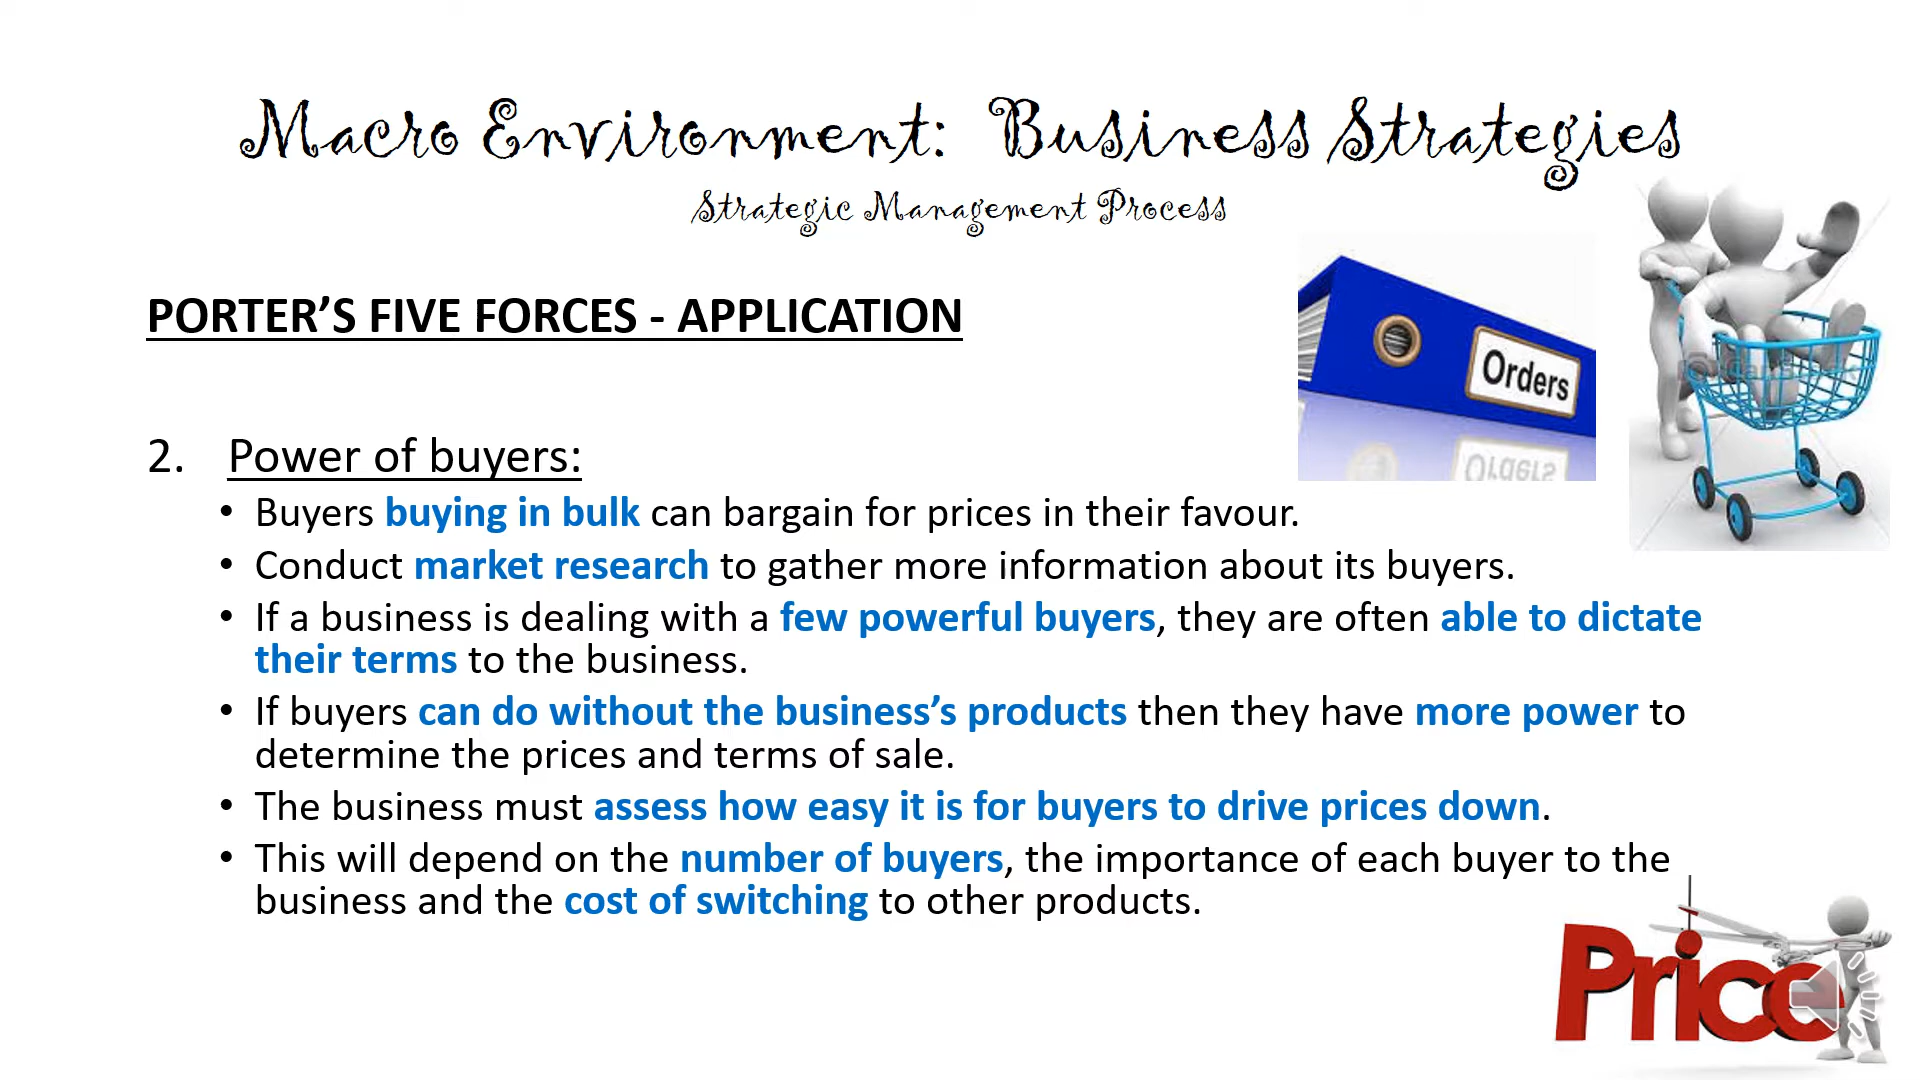 Macro Environment: Business Strategies
Strategic Management Process
PORTER’S FIVE FORCES - APPLICATION
Orders
Orders
2. Power of buyers:
• Buyers buying in bulk can bargain for prices in their favour.
• Conduct market research to gather more information about its buyers.
• If a business is dealing with a few powerful buyers, they are often able to dictate
their terms to the business.
• If buyers can do without the business’s products then they have more power to
determine the prices and terms of sale.
• The business must assess how easy it is for buyers to drive prices down.
• This will depend on the number of buyers, the importance of each buyer to the
business and the cost of switching to other products.
Price